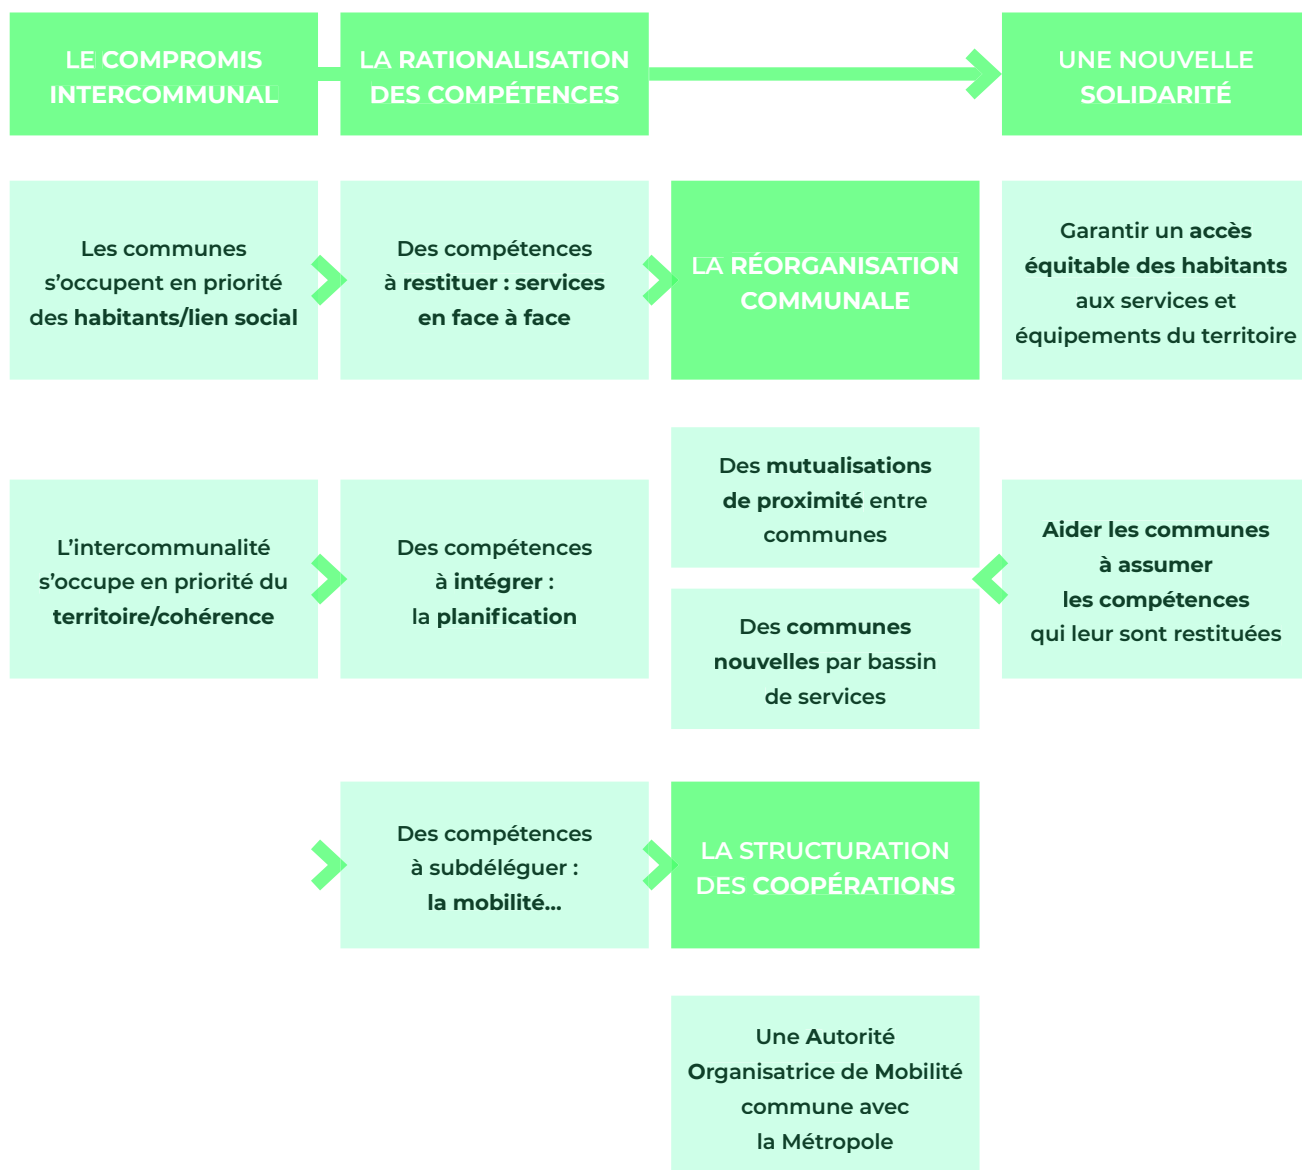 LE COMPROMIS
INTERCOMMUNAL
LA RATIONALISATION
DES COMPÉTENCES
UNE NOUVELLE
SOLIDARITÉ
Les communes
s’occupent en priorité
des habitants/lien social
Des compétences
à restituer : services
en face à face
LA RÉORGANISATION
COMMUNALE
Garantir un accès
équitable des habitants
aux services et
équipements du territoire
L’intercommunalité
s’occupe en priorité du
territoire/cohérence
Des compétences
à intégrer :
la planification
Des mutualisations
de proximité entre
communes
Des communes
nouvelles par bassin
de services
Aider les communes
à assumer
les compétences
qui leur sont restituées
Des compétences
à subdéléguer :
la mobilité...
LA STRUCTURATION
DES COOPÉRATIONS
Une Autorité
Organisatrice de Mobilité
commune avec
la Métropole